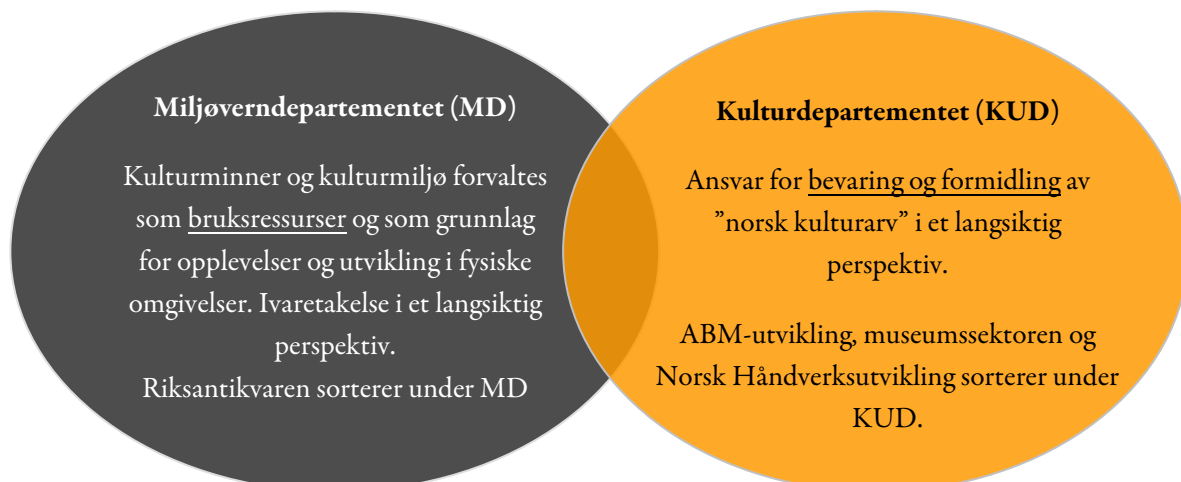 Miljøverndepartementet (MD)
Kulturminner og kulturmiljø forvaltes
som bruksressurser og som grunnlag
for opplevelser og utvikling i fysiske
omgivelser. Ivaretakelse i et langsiktig
perspektiv.
Riksantikvaren sorterer under MD
Kulturdepartementet (KUD)
Ansvar for bevaring og formidling av
”norsk kulturarv” i et langsiktig
perspektiv.
ABM-utvikling, museumssektoren og
Norsk Håndverksutvikling sorterer under
KUD.